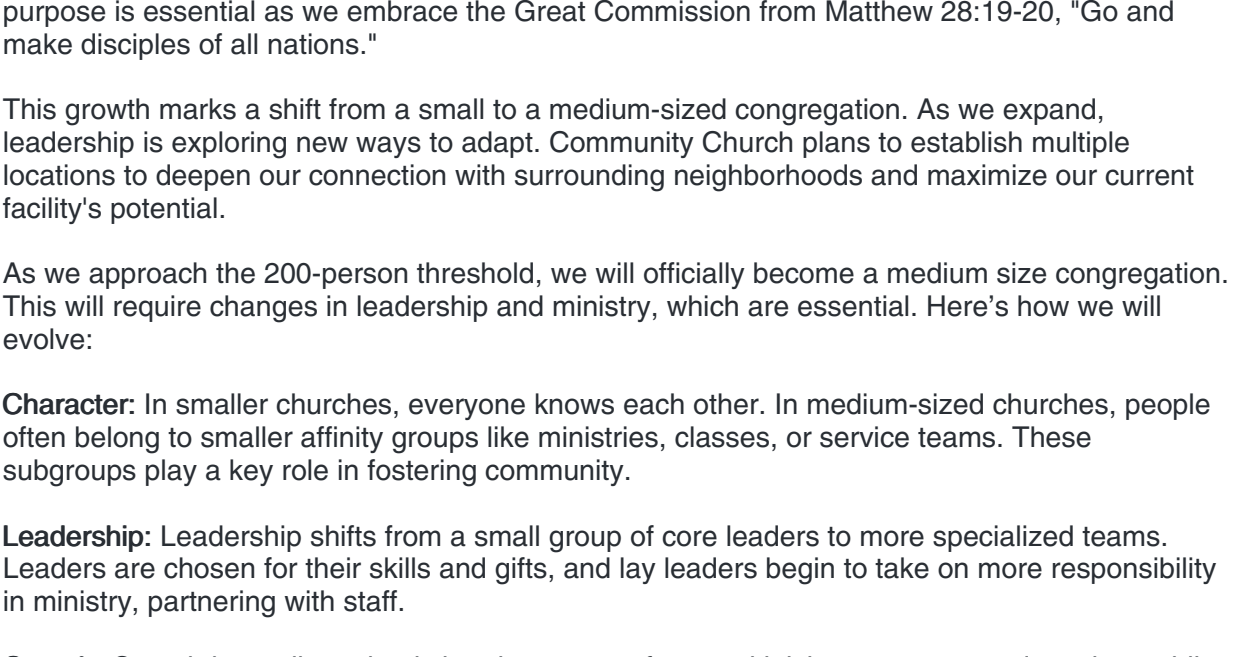 purpose is essential as we embrace the Great Commission from Matthew 28:19-20, "Go and
make disciples of all nations."
This growth marks a shift from a small to a medium-sized congregation. As we expand,
leadership is exploring new ways to adapt. Community Church plans to establish multiple
locations to deepen our connection with surrounding neighborhoods and maximize our current
facility's potential.
As we approach the 200-person threshold, we will officially become a medium size congregation.
This will require changes in leadership and ministry, which are essential. Here’s how we will
evolve:
Character: In smaller churches, everyone knows each other. In medium-sized churches, people
often belong to smaller affinity groups like ministries, classes, or service teams. These
subgroups play a key role in fostering community.
Leadership: Leadership shifts from a small group of core leaders to more specialized teams.
Leaders are chosen for their skills and gifts, and lay leaders begin to take on more responsibility
in ministry, partnering with staff.